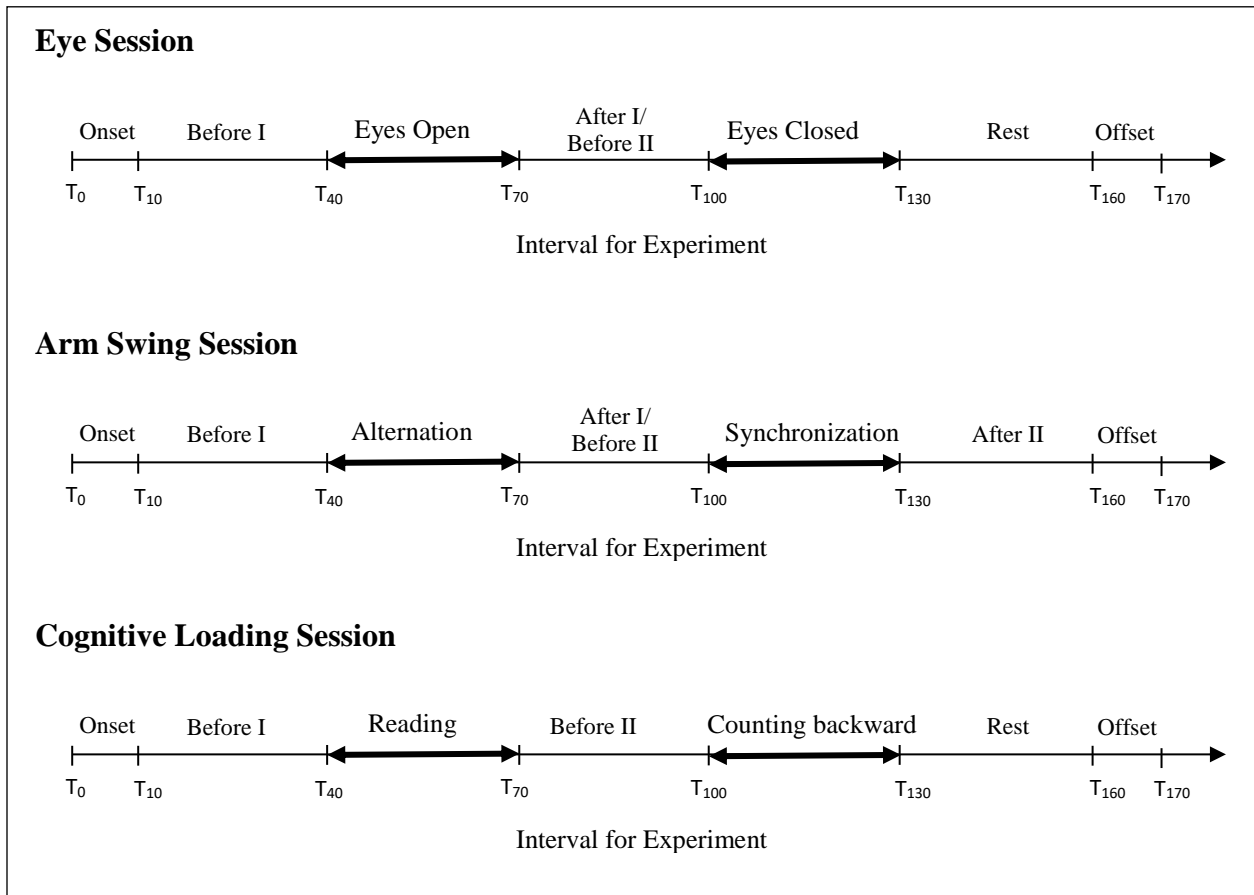 Eye Session
Onset Before I Eyes Open After I/ Before II Eyes Closed Rest Offset
T0 T10 T40 T70 T100 T130 T160 T170
Interval for Experiment
Arm Swing Session
Onset Before I Alternation After I/ Before II Synchronization After II Offset
T0 T10 T40 T70 T100 T130 T160 T170
Interval for Experiment
Cognitive Loading Session
Onset Before I Reading Before II Counting backward Rest Offset
T0 T10 T40 T70 T100 T130 T160 T170
Interval for Experiment